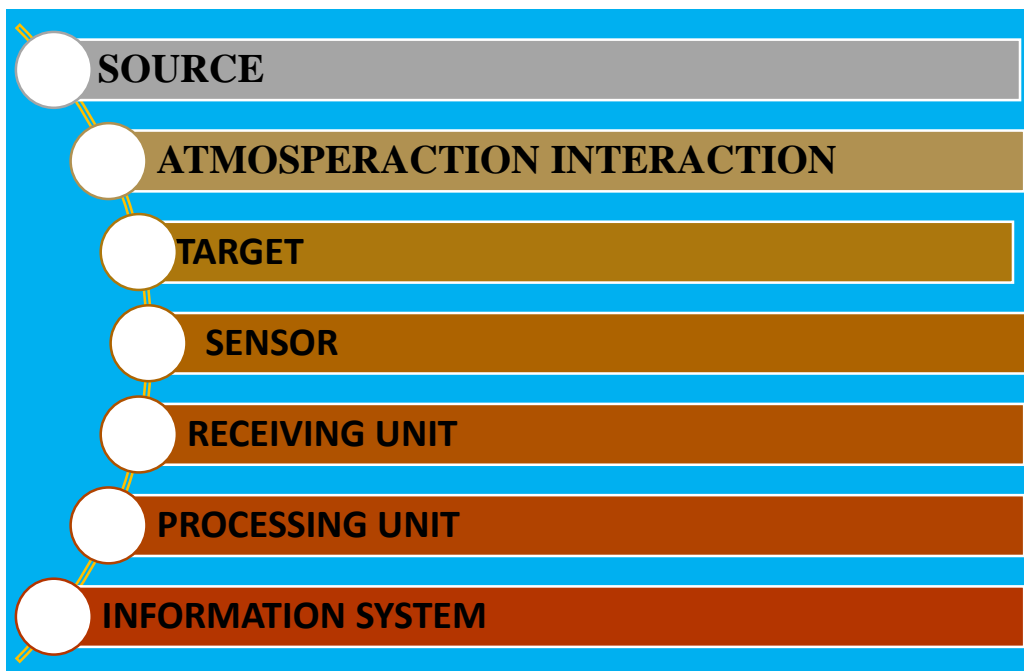 SOURCE
ATMOSPERACTION INTERACTION
TARGET
SENSOR
RECEIVING UNIT
PROCESSING UNIT
INFORMATION SYSTEM